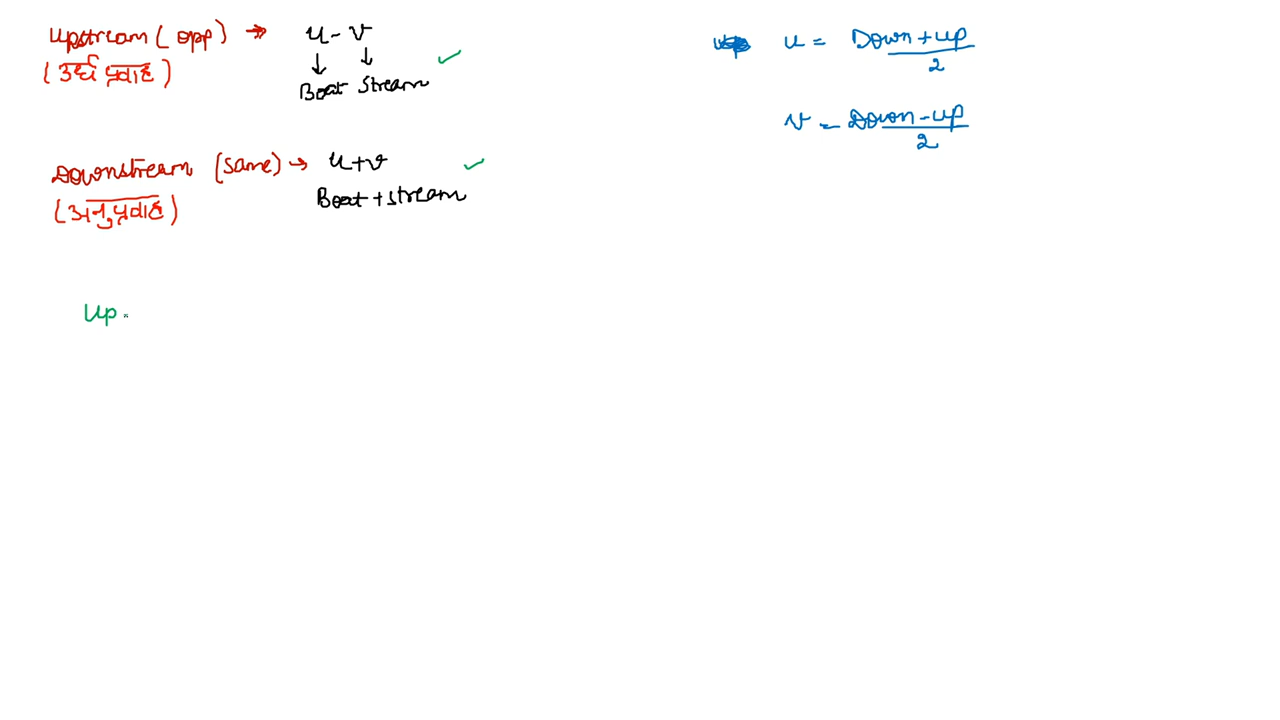 Upstream (opp) → u - v
↓ ↓
Boat Stream ✓
(उर्ध प्रवाह)
Downstream (Same) → u+v ✓
Boat + Stream
(अनुप्रवाह)
u = Down + up / 2
v = Down - up / 2
Up